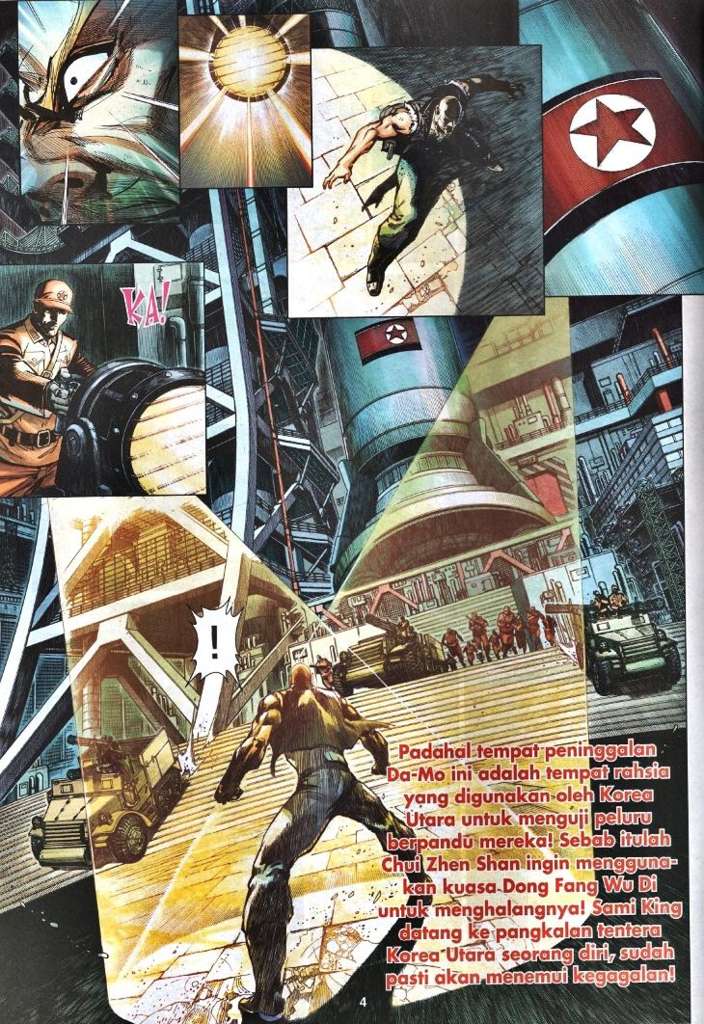 KA!
!
Padahal tempat peninggalan
Da-Mo ini adalah tempat rahsia
yang digunakan oleh Korea
Utara untuk menguji peluru
berpandu mereka! Sebab itulah
Chui Zhen Shan ingin mengguna-
kan kuasa Dong Fang Wu Di
untuk menghalangnya! Sami King
datang ke pangkalan tentera
Korea Utara seorang diri, sudah
pasti akan menemui kegagalan!
4